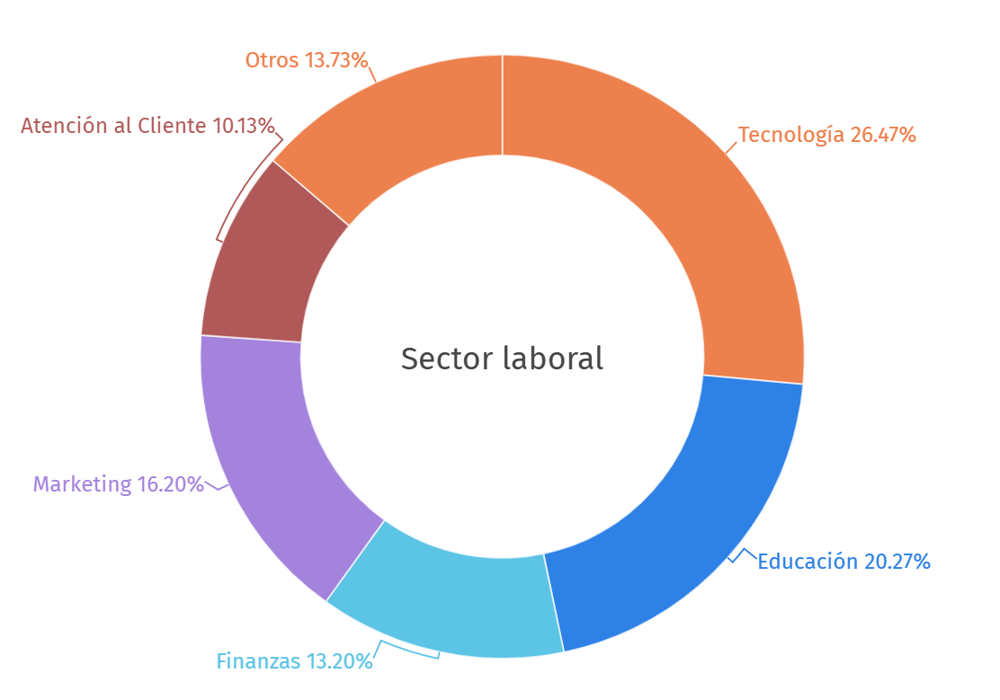 Otros 13.73%
Atención al Cliente 10.13%
Tecnología 26.47%
Sector laboral
Marketing 16.20%
Educación 20.27%
Finanzas 13.20%